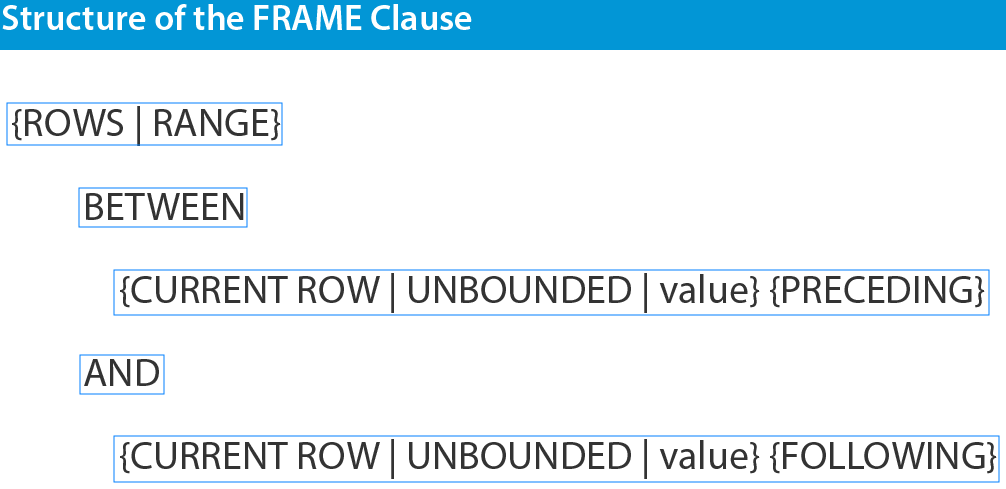 Structure of the FRAME Clause
{ROWS | RANGE}
BETWEEN
{CURRENT ROW | UNBOUNDED | value} {PRECEDING}
AND
{CURRENT ROW | UNBOUNDED | value} {FOLLOWING}